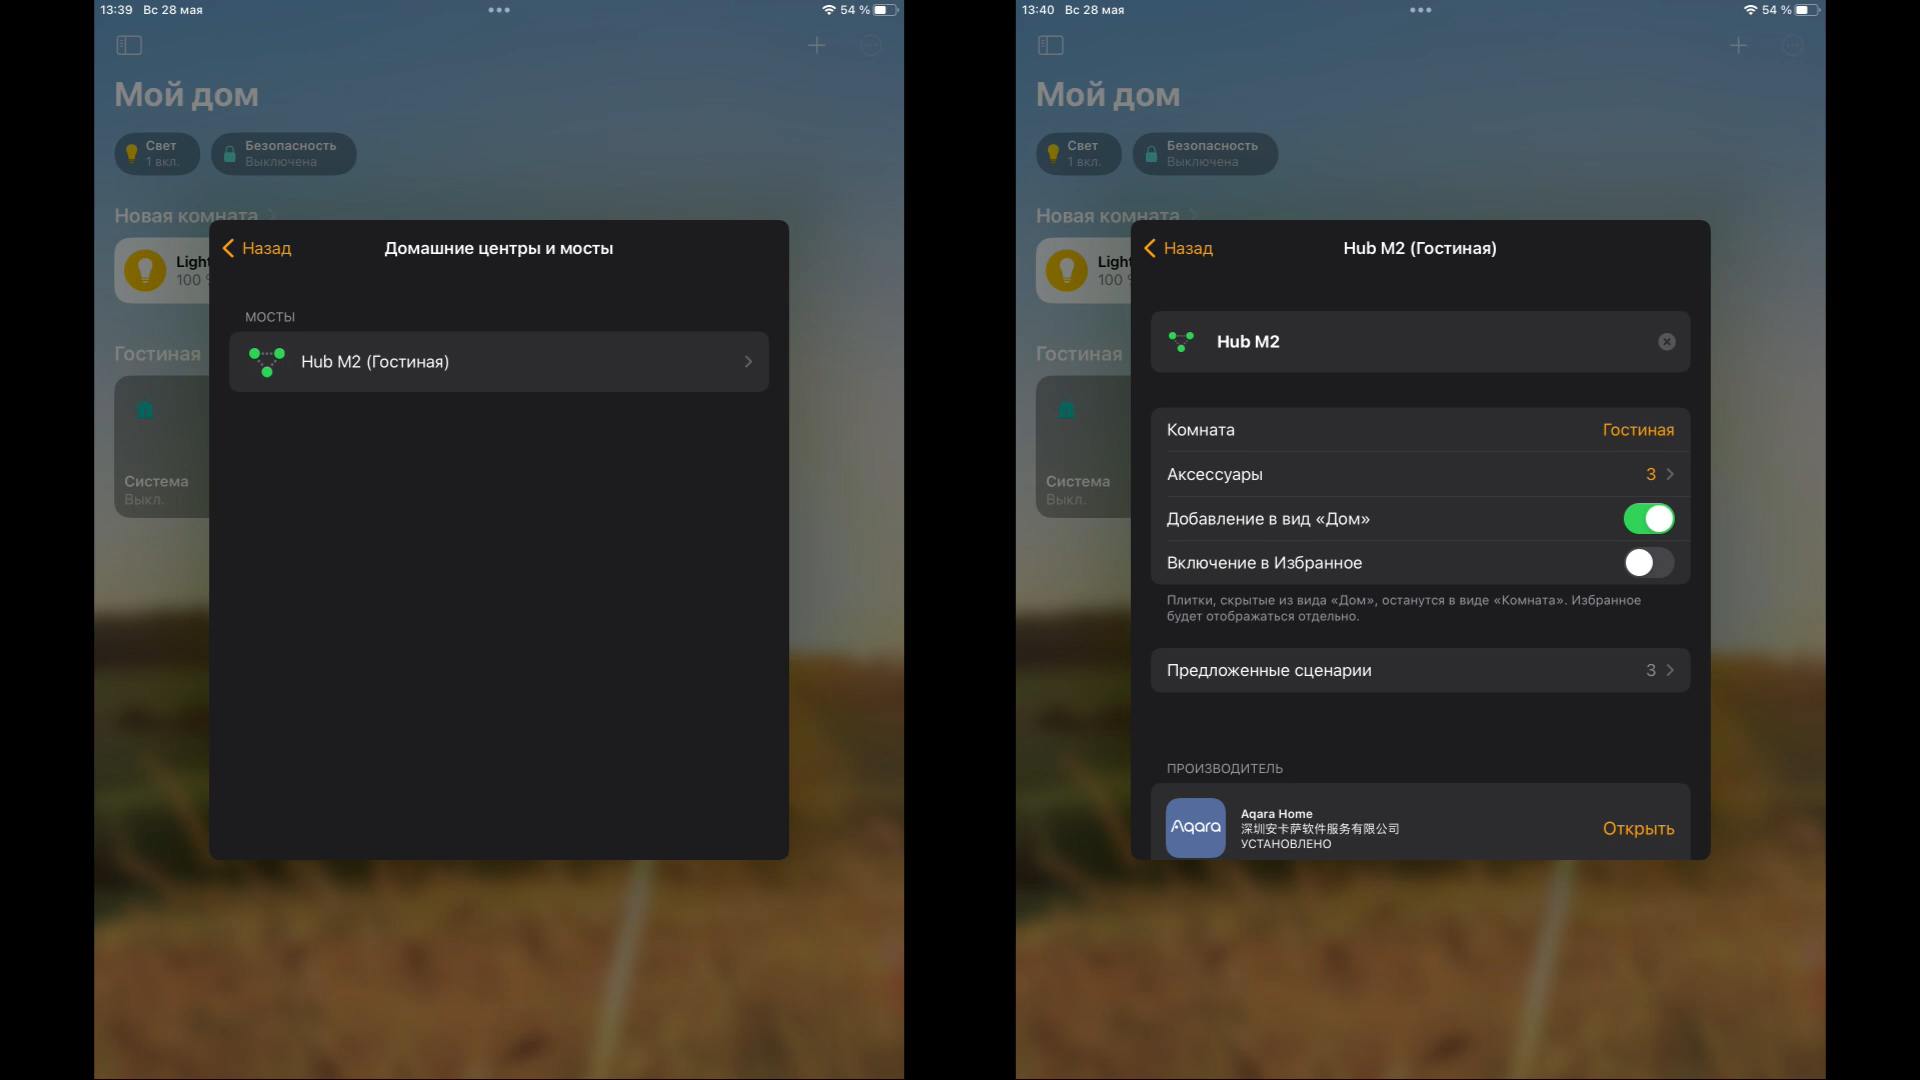 13:39 Вс 28 мая
54 %
Мой дом
Свет
1 вкл.
Безопасность
Выключена
Новая комната
Light
100 %
Гостиная
Система
Выкл.
Назад
Домашние центры и мосты
МОСТЫ
Hub M2 (Гостиная)
13:40 Вс 28 мая
54 %
Мой дом
Свет
1 вкл.
Безопасность
Выключена
Новая комната
Light
100
Гостиная
Система
Выкл.
Назад
Hub M2 (Гостиная)
Hub M2
Комната Гостиная
Аксессуары 3
Добавление в вид «Дом»
Включение в Избранное
Плитки, скрытые из вида «Дом», останутся в виде «Комната». Избранное
будет отображаться отдельно.
Предложенные сценарии 3
ПРОИЗВОДИТЕЛЬ
Aqara
Aqara Home
深圳安卡萨软件服务有限公司
УСТАНОВЛЕНО
Открыть